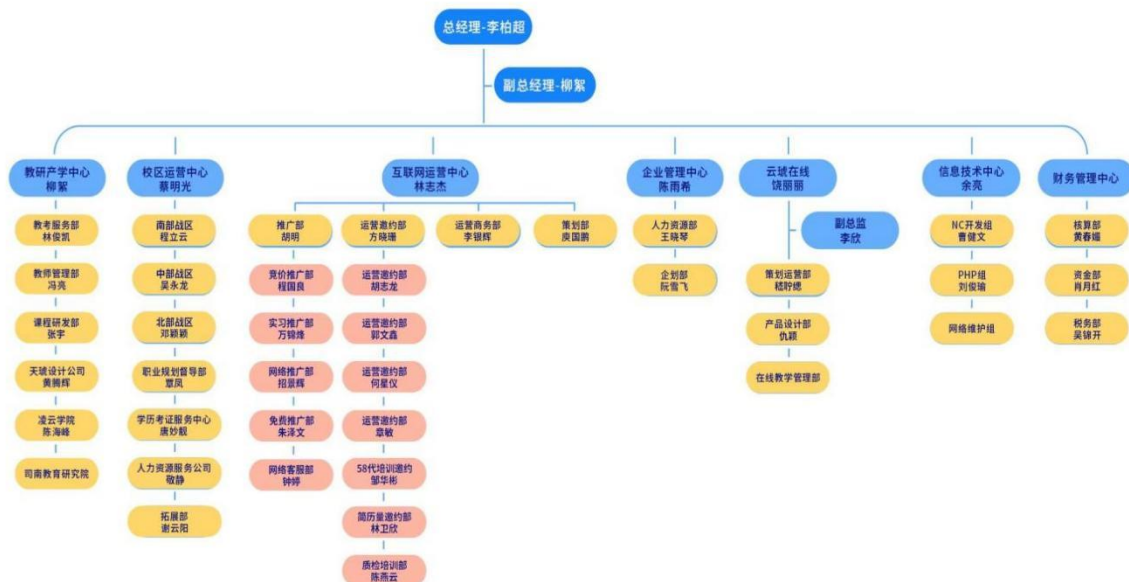 总经理-李柏超
副总经理-柳絮
教研产学中心
柳絮
校区运营中心
蔡明光
互联网运营中心
林志杰
企业管理中心
陈雨希
云琥在线
饶丽丽
信息技术中心
余亮
财务管理中心
副总监
李欣
教考服务部
林俊凯
教师管理部
冯亮
课程研发部
张宇
天琥设计公司
黄腾辉
凌云学院
陈海峰
司南教育研究院
南部战区
程立云
中部战区
吴永龙
北部战区
邓颖颖
职业规划督导部
覃凤
学历考证服务中心
唐妙靓
人力资源服务公司
敬静
拓展部
谢云阳
推广部
胡明
竞价推广部
程国良
实习推广部
万锦烽
网络推广部
招景辉
免费推广部
朱泽文
网络客服部
钟婷
运营邀约部
方晓珊
运营邀约部
胡志龙
运营邀约部
郭文鑫
运营邀约部
何星仪
运营邀约部
章敏
58代培训邀约
邹华彬
简历量邀约部
林卫欣
质检培训部
陈燕云
运营商务部
李银辉
策划部
庾国鹏
人力资源部
王晓琴
企划部
阮雪飞
策划运营部
产品设计部
仇颖
在线教学管理部
NC开发组
曹健文
PHP组
刘俊瑜
网络维护组
核算部
黄春媚
资金部
肖月红
税务部
吴锦开